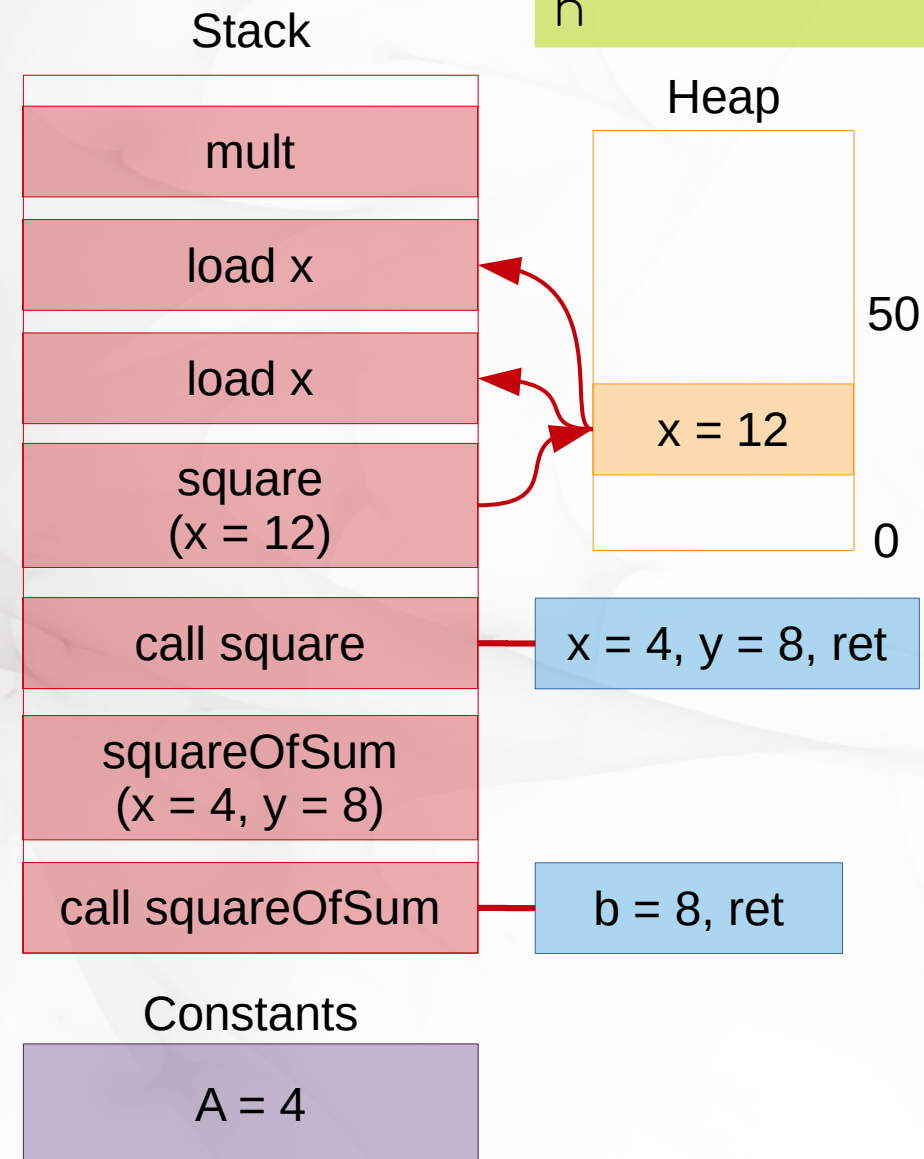 Stack
Heap
mult
load x
50
load x
x = 12
square
(x = 12)
0
call square
x = 4, y = 8, ret
squareOfSum
(x = 4, y = 8)
call squareOfSum
b = 8, ret
Constants
A = 4